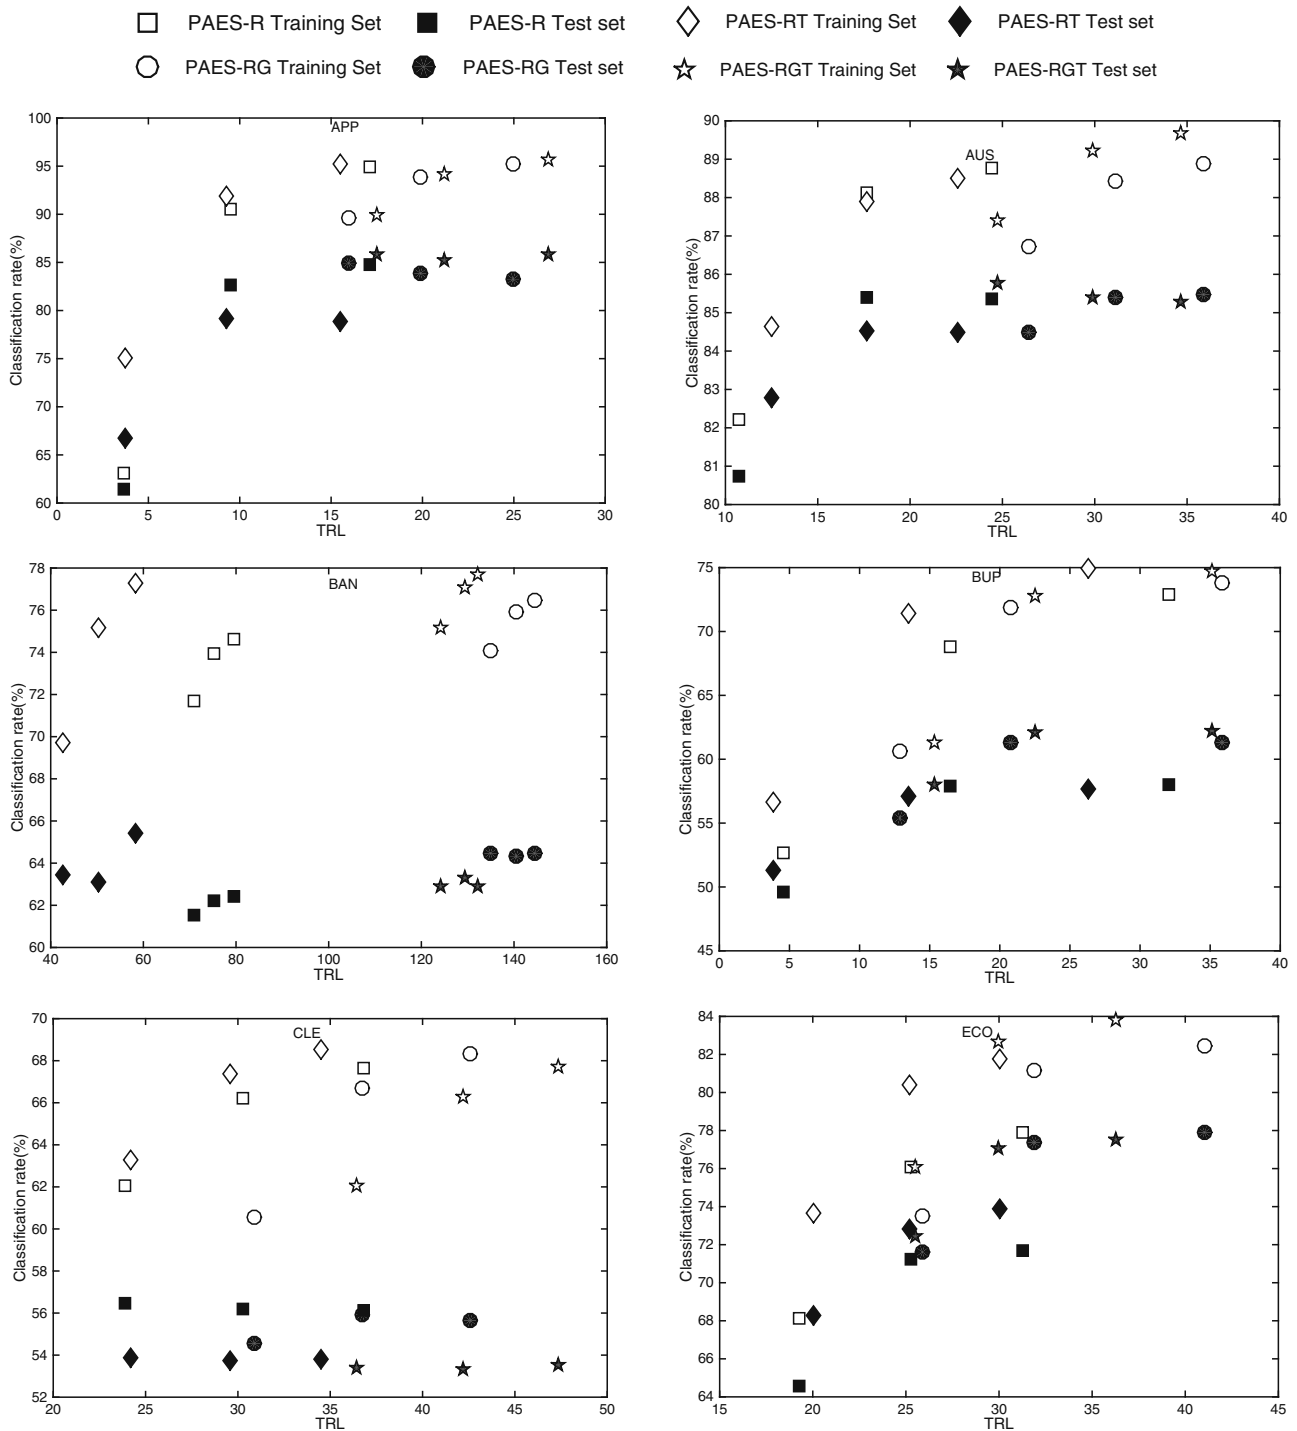 PAES-R Training Set PAES-R Test set PAES-RT Training Set PAES-RT Test Set
PAES-RG Training Set PAES-RG Test set PAES-RGT Training Set PAES-RGT Test set
APP
Classification rate(%)
100
95
90
85
80
75
70
65
60
0 5 10 15 20 25 30
TRL
AUS
Classification rate(%)
90
89
88
87
86
85
84
83
82
81
80
10 15 20 25 30 35 40
TRL
BAN
Classification rate(%)
78
76
74
72
70
68
66
64
62
60
40 60 80 100 120 140 160
TRL
BUP
Classification rate(%)
75
70
65
60
55
50
45
0 5 10 15 20 25 30 35 40
TRL
CLE
Classification rate(%)
70
68
66
64
62
60
58
56
54
52
20 25 30 35 40 45 50
TRL
ECO
Classification rate(%)
84
82
80
78
76
74
72
70
68
66
64
15 20 25 30 35 40 45
TRL